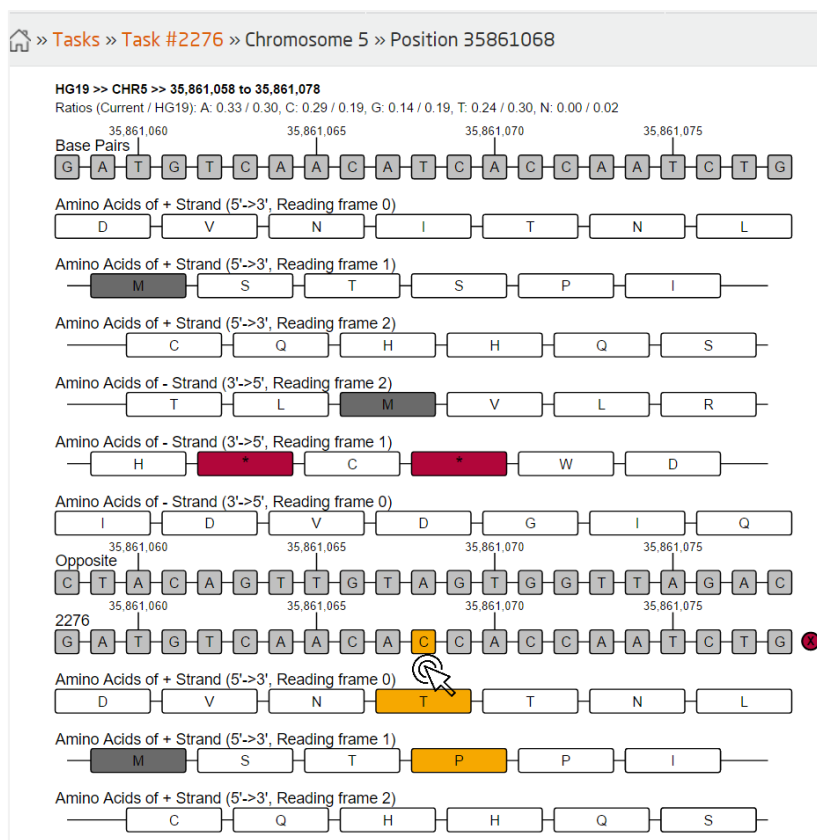 » Tasks » Task #2276 » Chromosome 5 » Position 35861068
HG19 >> CHR5 >> 35,861,058 to 35,861,078
Ratios (Current / HG19): A: 0.33 / 0.30, C: 0.29 / 0.19, G: 0.14 / 0.19, T: 0.24 / 0.30, N: 0.00 / 0.02
35,861,060 35,861,065 35,861,070 35,861,075
Base Pairs
G A T G T C A A C A T C A C C A A T C T G
Amino Acids of + Strand (5'->3', Reading frame 0)
D V N I T N L
Amino Acids of + Strand (5'->3', Reading frame 1)
M S T S P I
Amino Acids of + Strand (5'->3', Reading frame 2)
C Q H H Q S
Amino Acids of - Strand (3'->5', Reading frame 2)
T L M V L R
Amino Acids of - Strand (3'->5', Reading frame 1)
H * C * W D
Amino Acids of - Strand (3'->5', Reading frame 0)
I D V D G I Q
35,861,060 35,861,065 35,861,070 35,861,075
Opposite
C T A C A G T T G T A G T G G T T A G A C
35,861,060 35,861,065 35,861,070 35,861,075
2276
G A T G T C A A C A C C A C C A A T C T G X
Amino Acids of + Strand (5'->3', Reading frame 0)
D V N T T N L
Amino Acids of + Strand (5'->3', Reading frame 1)
M S T P P I
Amino Acids of + Strand (5'->3', Reading frame 2)
C Q H H Q S